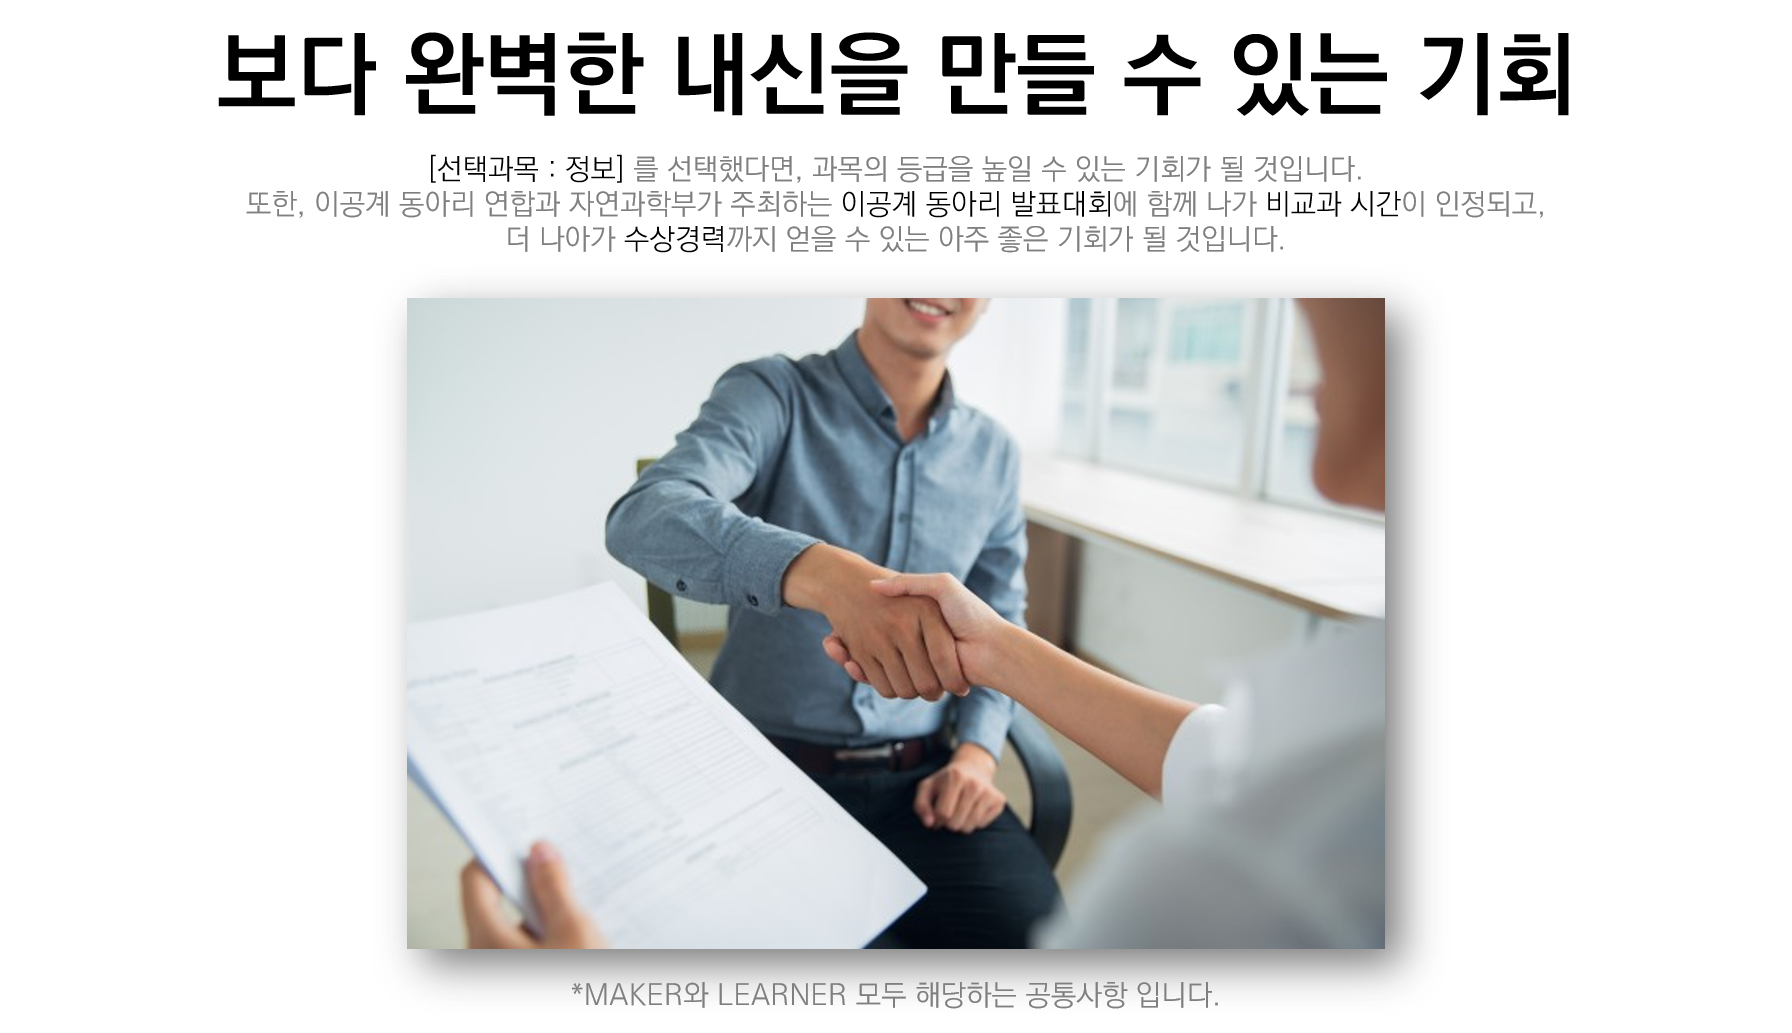 보다 완벽한 내신을 만들 수 있는 기회
[선택과목 : 정보] 를 선택했다면, 과목의 등급을 높일 수 있는 기회가 될 것입니다.
또한, 이공계 동아리 연합과 자연과학부가 주최하는 이공계 동아리 발표대회에 함께 나가 비교과 시간이 인정되고,
더 나아가 수상경력까지 얻을 수 있는 아주 좋은 기회가 될 것입니다.
*MAKER와 LEARNER 모두 해당하는 공통사항 입니다.